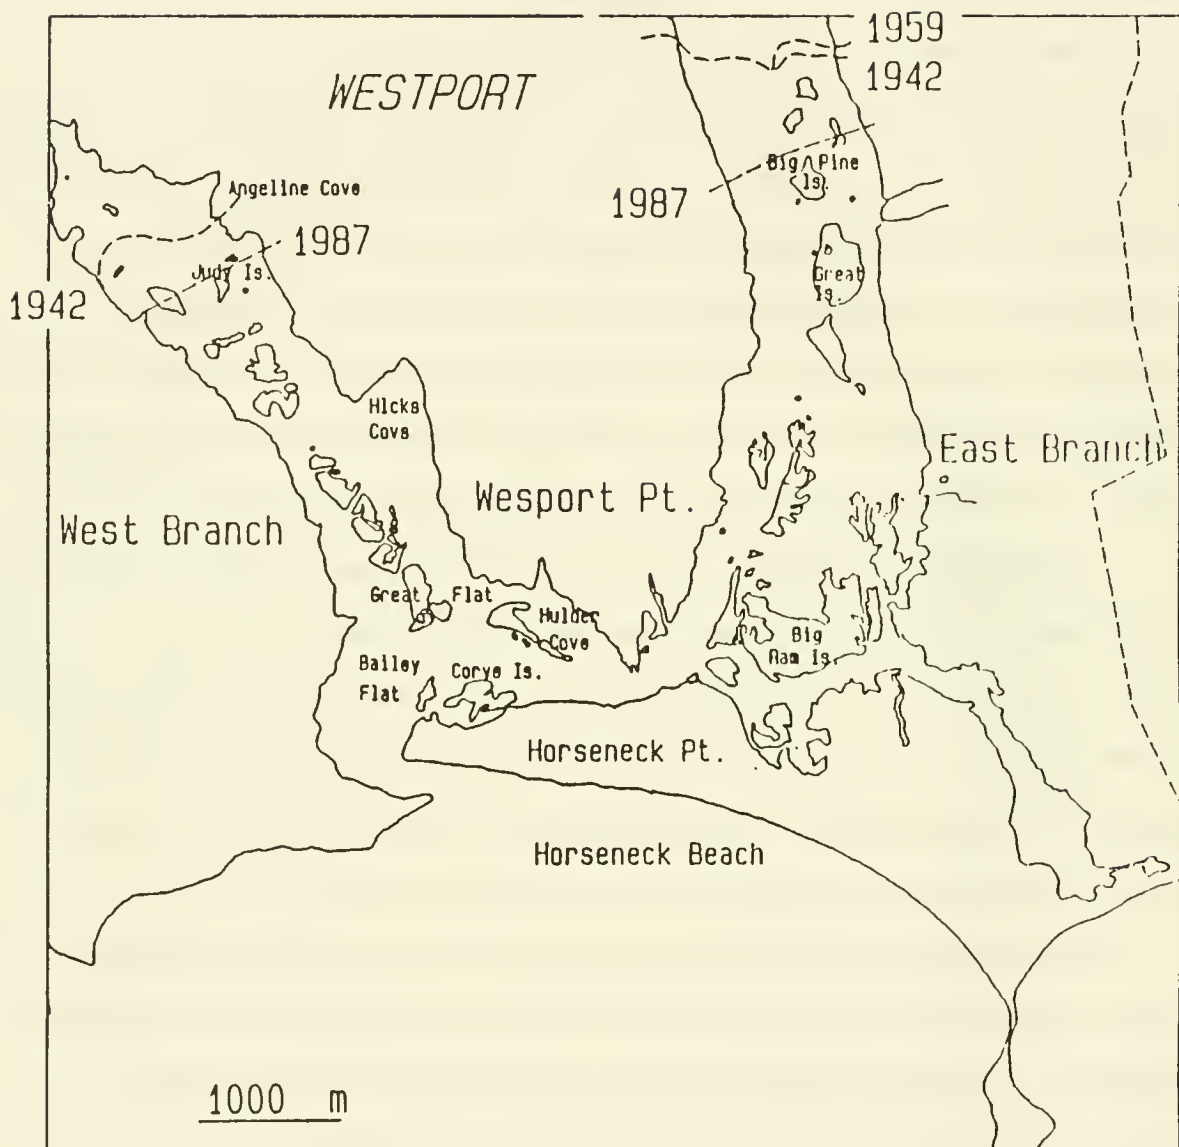 1959
1942
WESTPORT
Big Pine
Is.
Angeline Cove
1987
1987
Judy Is.
Great
Is.
1942
Hicks
Cove
East Branch
Wesport Pt.
West Branch
Great Flat
Hulder
Cove
Big
Ram Is.
Bailey
Flat
Corys Is.
Horseneck Pt.
Horseneck Beach
1000 m